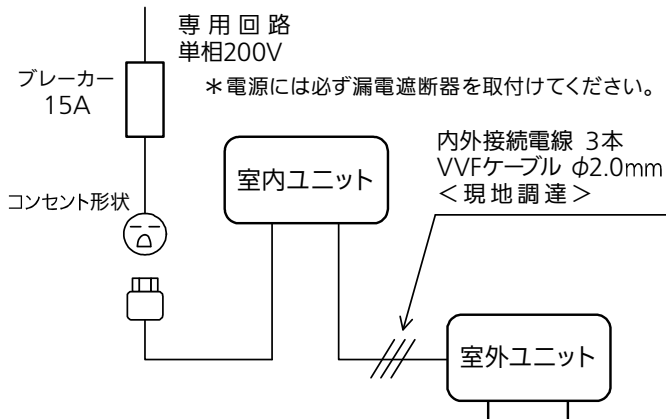 専用回路
単相200V
ブレーカー
15A
＊電源には必ず漏電遮断器を取付けてください。
内外接続電線 3本
VVFケーブル φ2.0mm
＜現地調達＞
室内ユニット
コンセント形状
室外ユニット